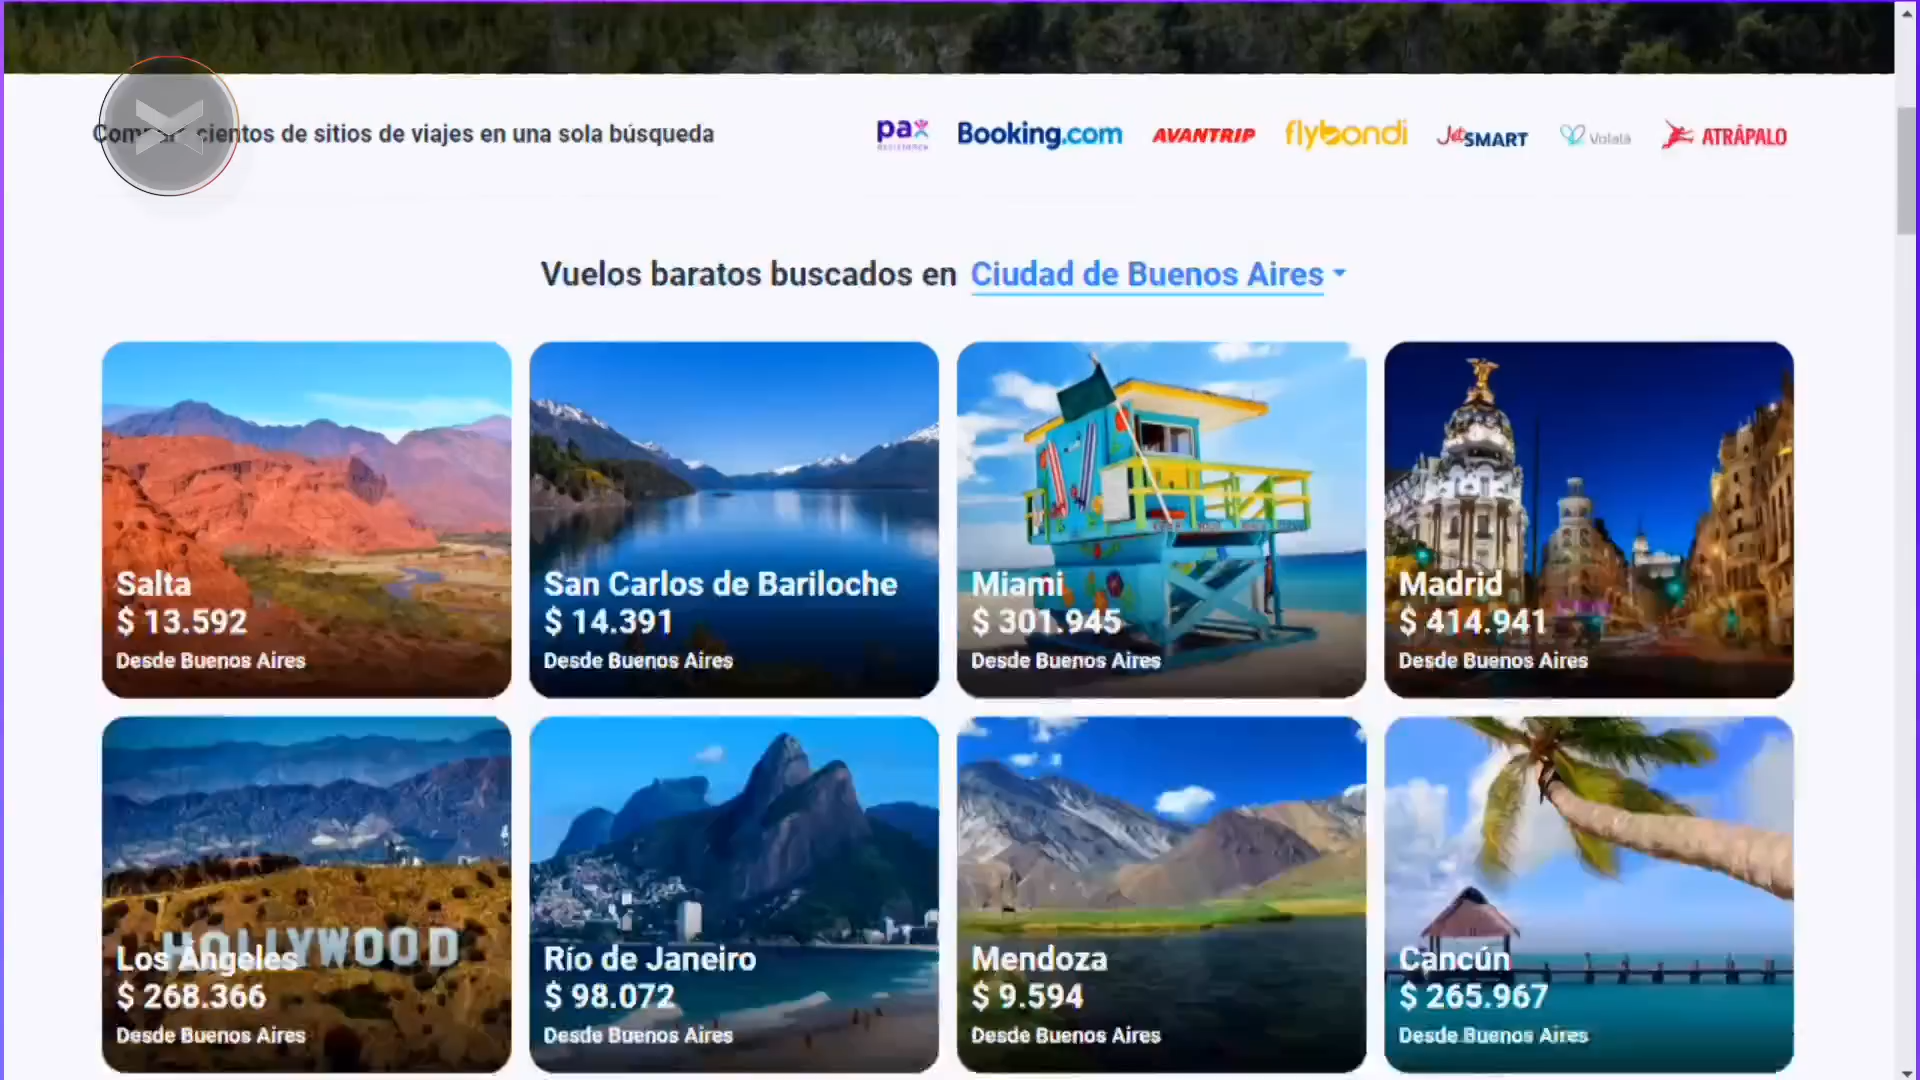 cientos de sitios de viajes en una sola búsqueda
pax
ASSISTANCE
Booking.com
AVANTRIP
flybondi
JetSMART
Volalá
ATRÁPALO
Vuelos baratos buscados en Ciudad de Buenos Aires
Salta
$ 13.592
Desde Buenos Aires
San Carlos de Bariloche
$ 14.391
Desde Buenos Aires
Miami
$ 301.945
Desde Buenos Aires
Madrid
$ 414.941
Desde Buenos Aires
HOLLYWOOD
Los Ángeles
$ 268.366
Desde Buenos Aires
Río de Janeiro
$ 98.072
Desde Buenos Aires
Mendoza
$ 9.594
Desde Buenos Aires
Cancún
$ 265.967
Desde Buenos Aires